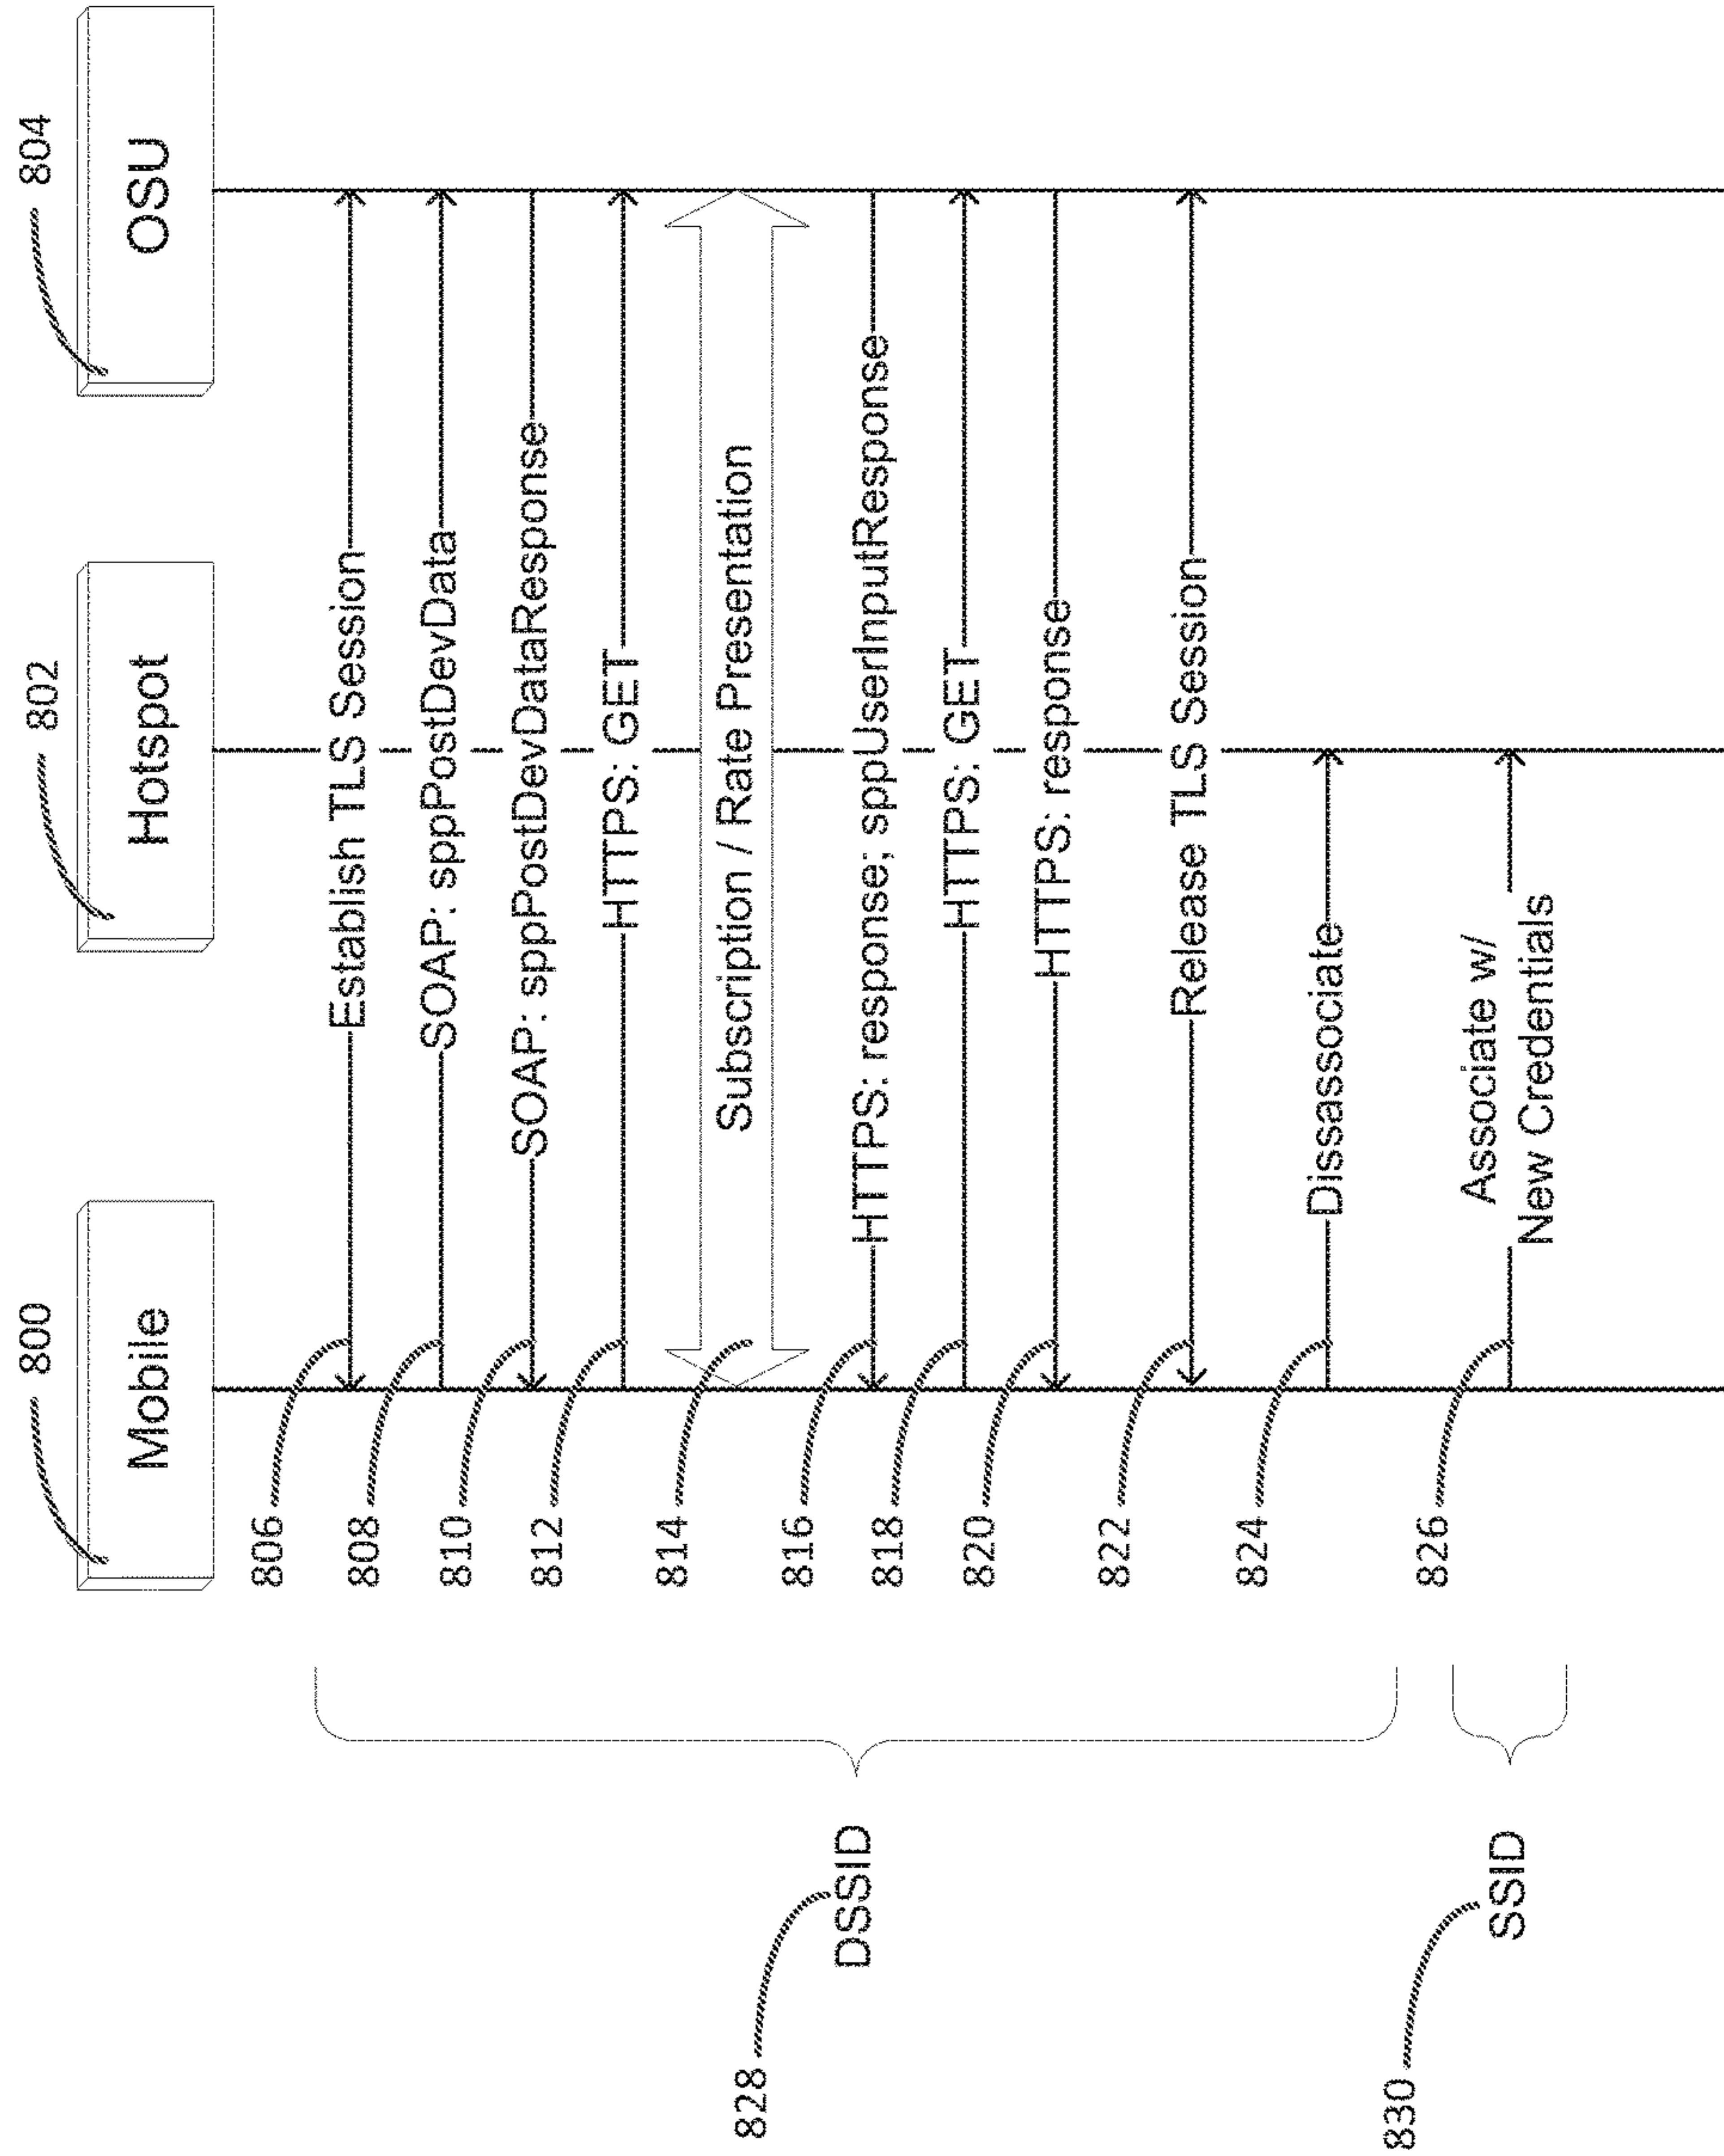 800
802
804
Mobile
Hotspot
OSU
806
Establish TLS Session
808
SOAP: sppPostDevData
810
SOAP: sppPostDevDataResponse
812
HTTPS: GET
814
Subscription / Rate Presentation
816
HTTPS: response; sppUserInputResponse
818
HTTPS: GET
820
HTTPS: response
822
Release TLS Session
824
Dissassociate
826
Associate w/
New Credentials
828
DSSID
830
SSID